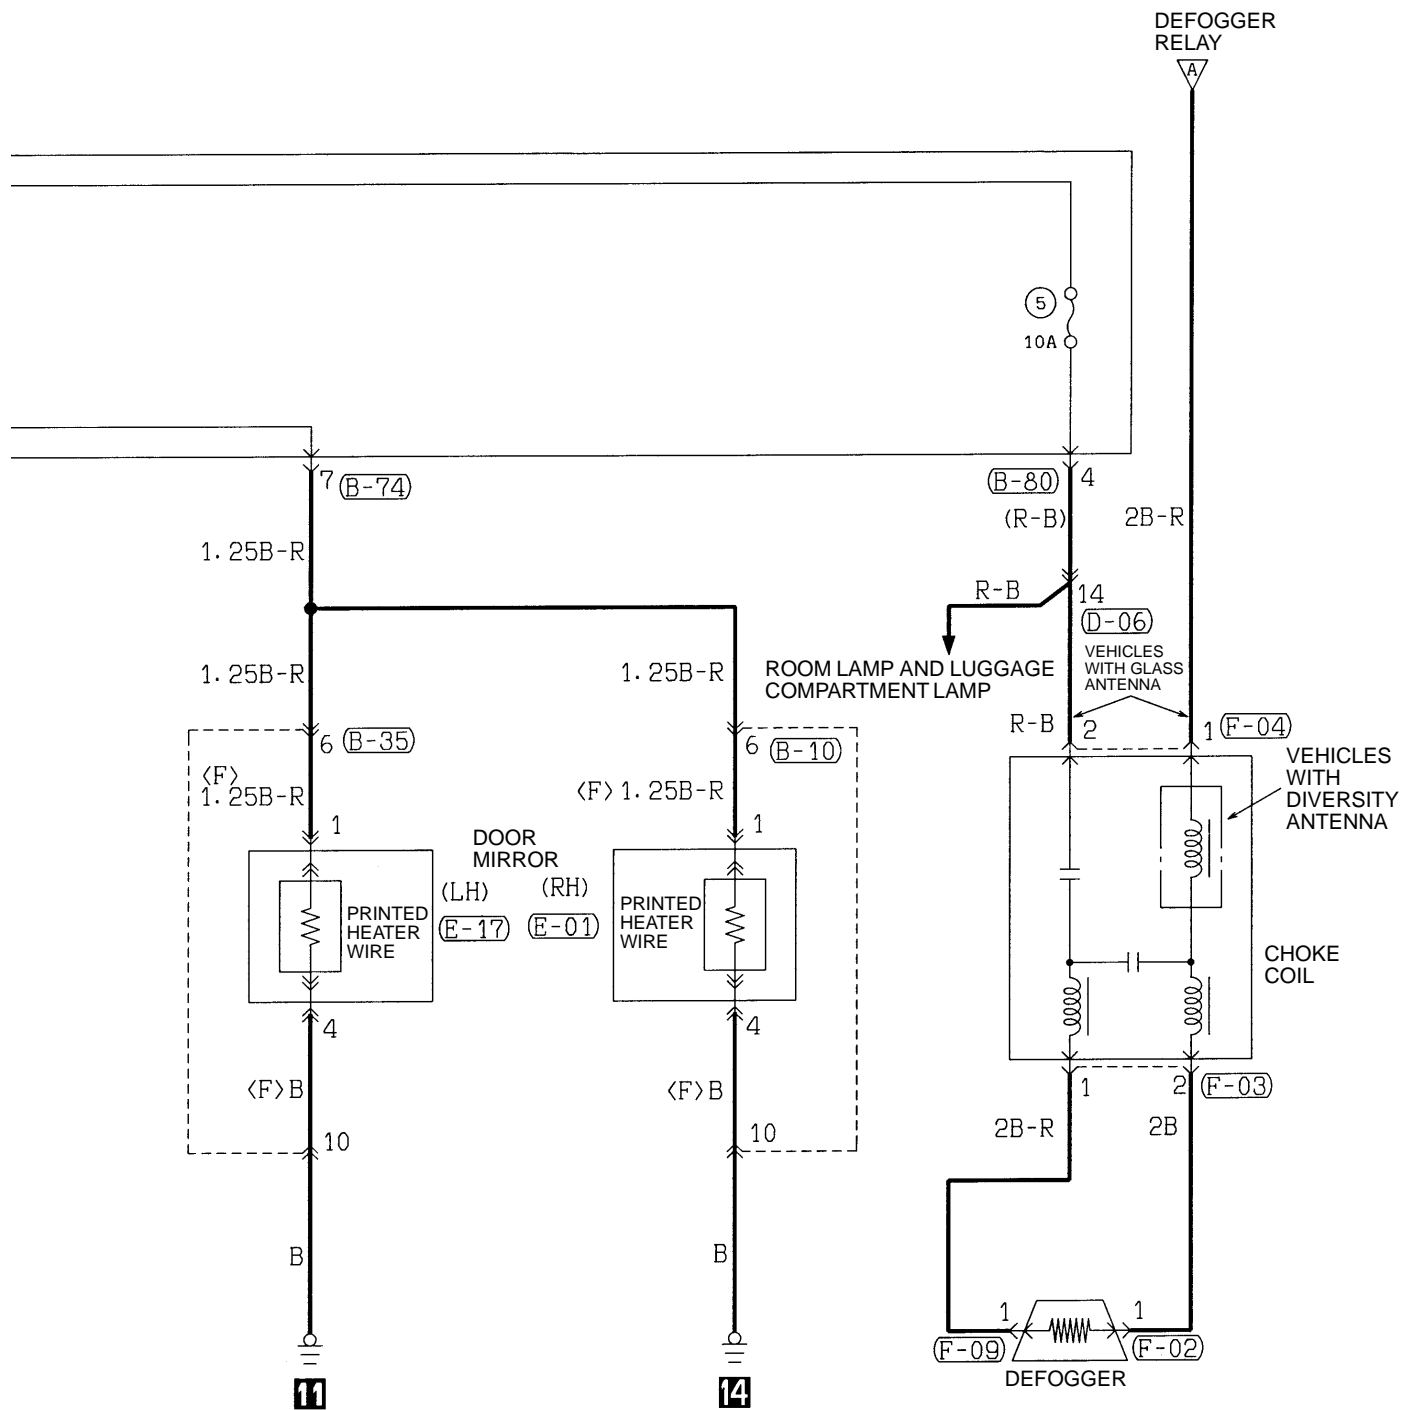 DEFOGGER
RELAY
A
5
10A
7 (B-74)
(B-80) 4
(R-B)
2B-R
1.25B-R
R-B
14
(D-06)
ROOM LAMP AND LUGGAGE
COMPARTMENT LAMP
VEHICLES
WITH GLASS
ANTENNA
1.25B-R
1.25B-R
R-B
2
1
(F-04)
6 (B-35)
6 (B-10)
VEHICLES
WITH
DIVERSITY
ANTENNA
<F>
1.25B-R
<F>1.25B-R
1
1
DOOR
MIRROR
(LH)
(RH)
(E-17)
(E-01)
PRINTED
HEATER
WIRE
PRINTED
HEATER
WIRE
CHOKE
COIL
4
4
<F>B
<F>B
1
2
(F-03)
2B-R
2B
10
10
B
B
1
1
(F-09)
(F-02)
DEFOGGER
11
14